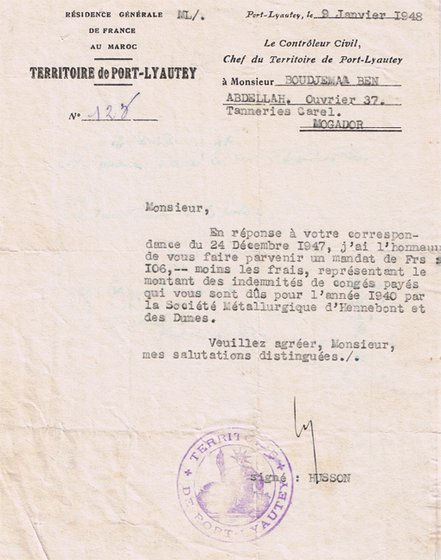 RÉSIDENCE GÉNÉRALE
DE FRANCE
AU MAROC
TERRITOIRE de PORT-LYAUTEY
N° 128
ML/.
Port-Lyautey, le 9 Janvier 1948
Le Contrôleur Civil,
Chef du Territoire de Port-Lyautey
à Monsieur BOUDJEMAA BEN
ABDELLAH. Ouvrier 37.
Tanneries Carel.
MOGADOR
Monsieur,
En réponse à votre correspon-
dance du 24 Décembre I947, j'ai l'honneur
de vous faire parvenir un mandat de Frs :
I06,-- moins les frais, représentant le
montant des indemnités de congés payés
qui vous sont dûs pour l'année I940 par
la Société Métallurgique d'Hennebont et
des Dunes.
Veuillez agréer, Monsieur,
mes salutations distinguées./.
signé : HUSSON
TERRITOIRE
DE PORT-LYAUTEY